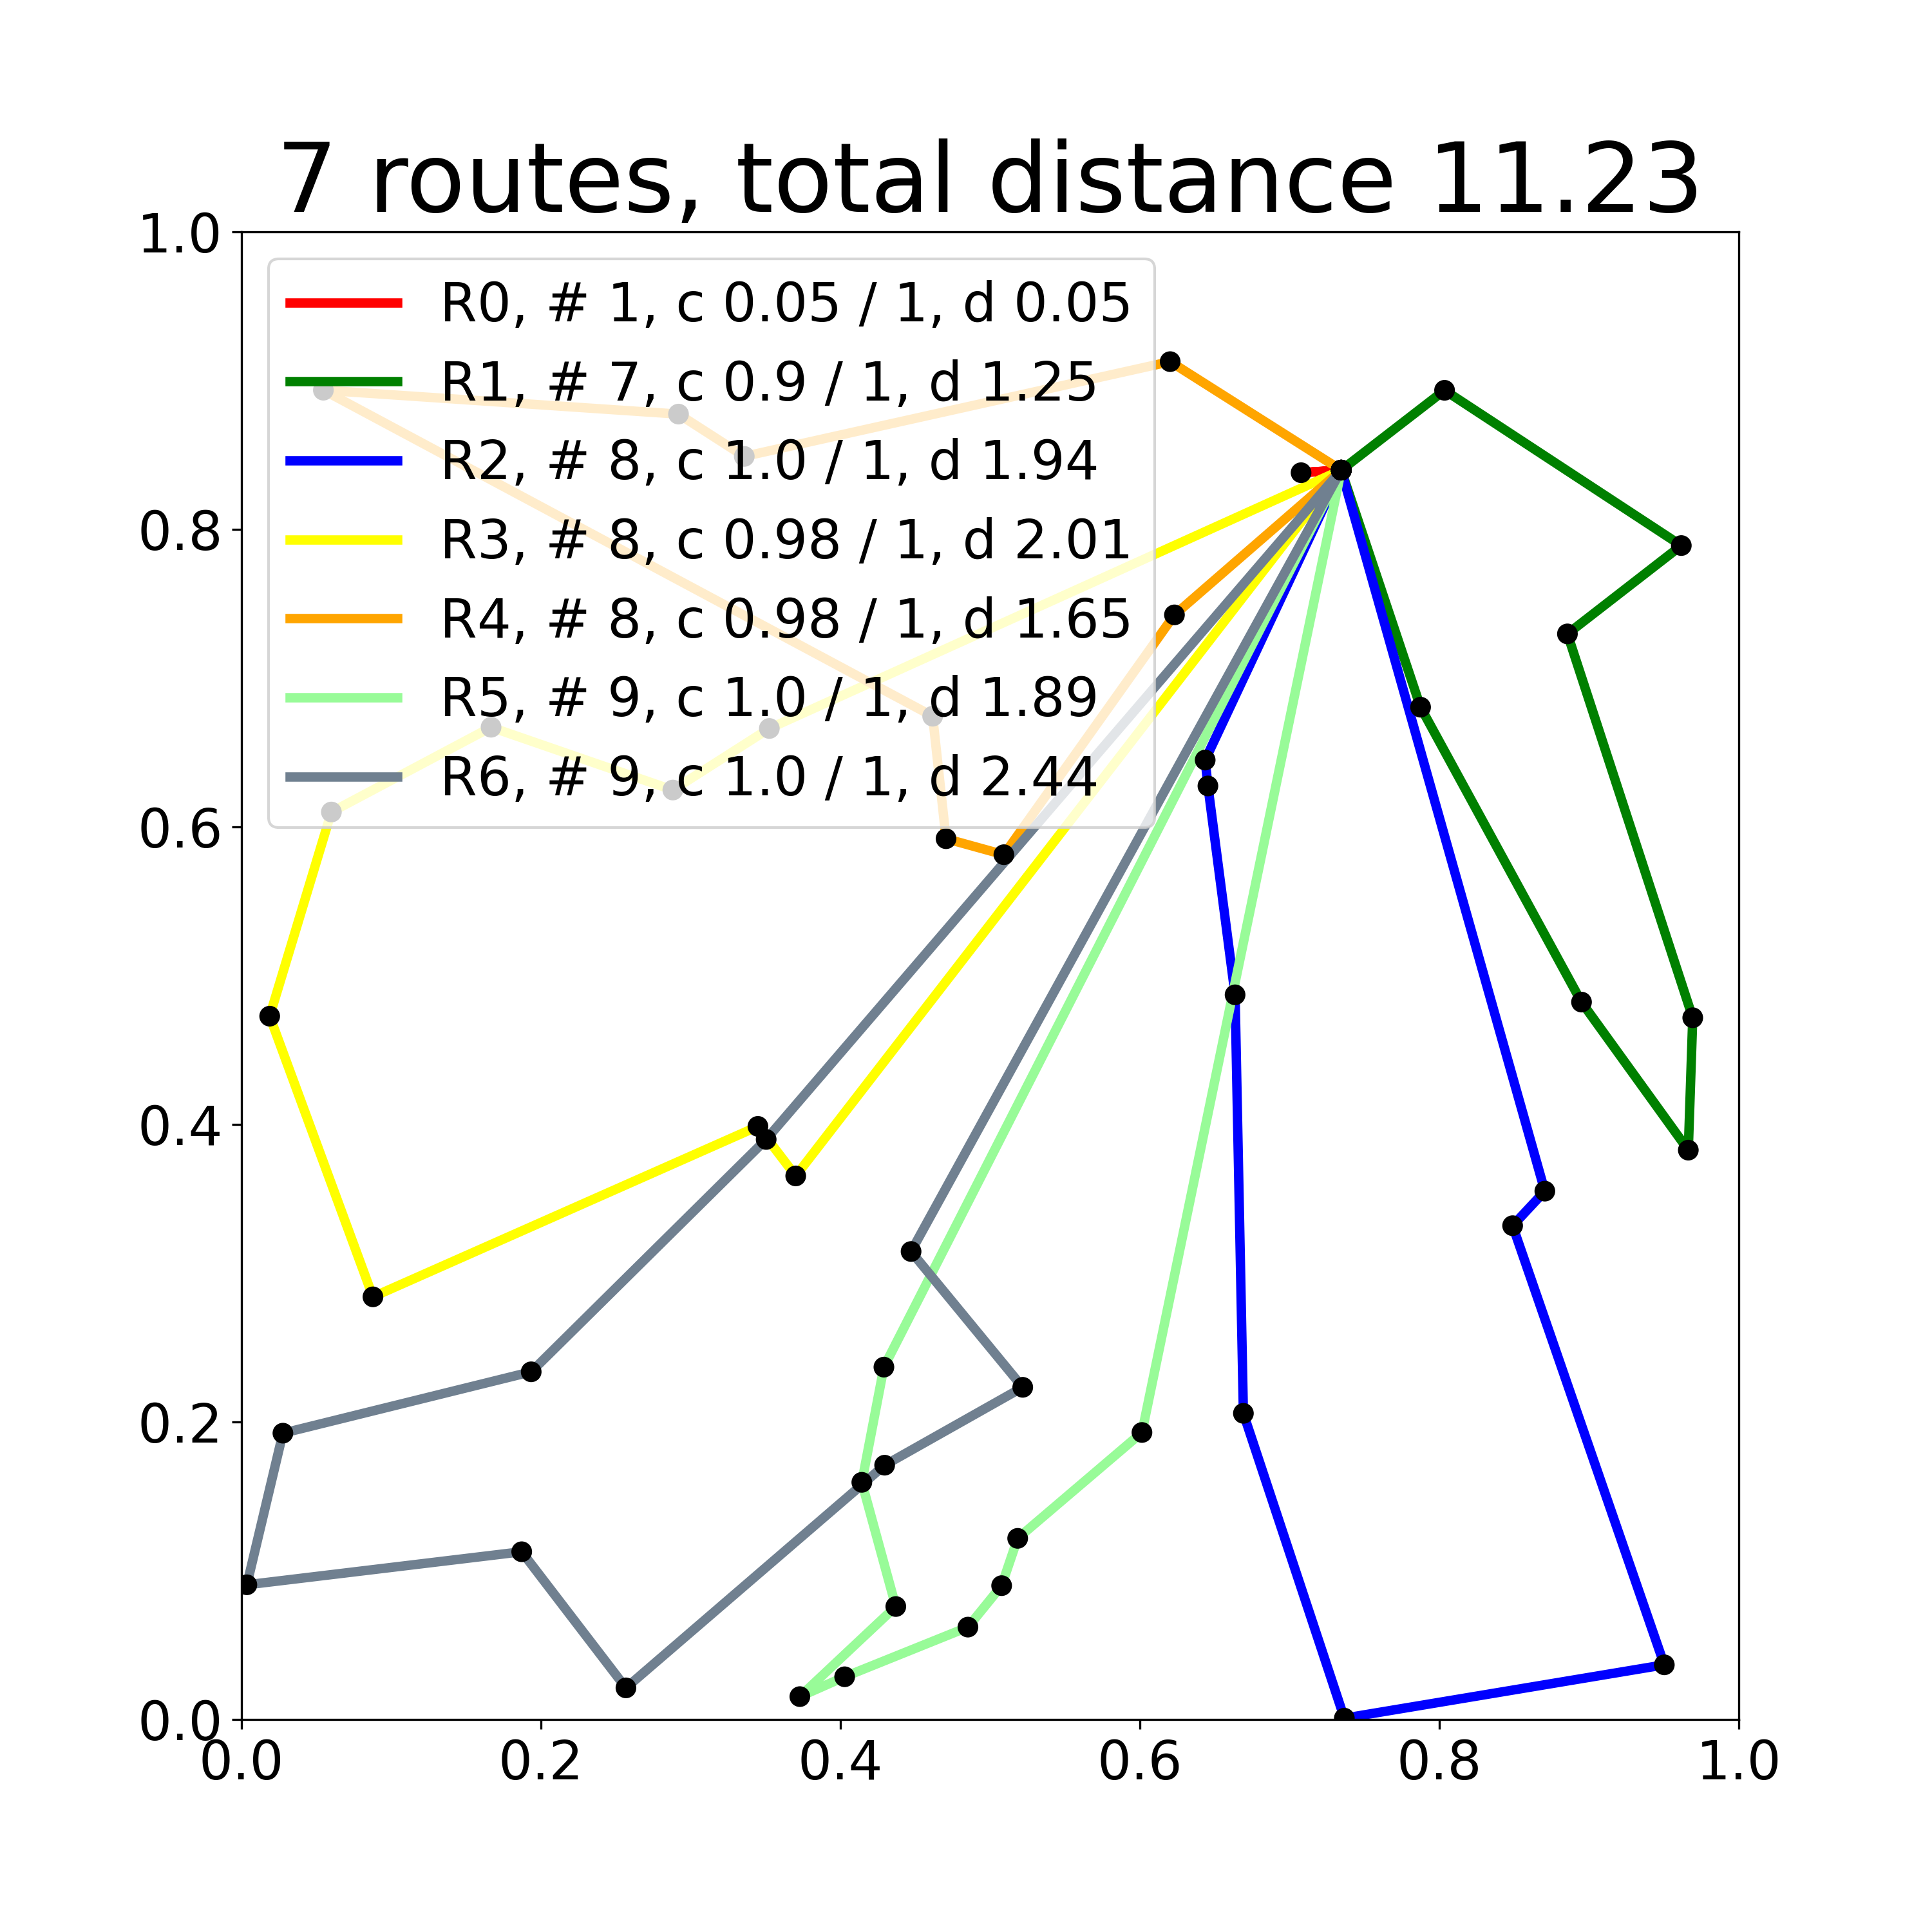 7 routes, total distance 11.23
1.0
0.8
0.6
0.4
0.2
0.0
R0, # 1, c 0.05 / 1, d 0.05
R1, # 7, c 0.9 / 1, d 1.25
R2, # 8, c 1.0 / 1, d 1.94
R3, # 8, c 0.98 / 1, d 2.01
R4, # 8, c 0.98 / 1, d 1.65
R5, # 9, c 1.0 / 1, d 1.89
R6, # 9, c 1.0 / 1, d 2.44
0.0 0.2 0.4 0.6 0.8 1.0